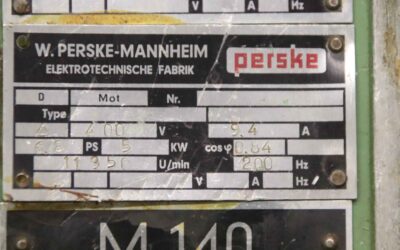 V A Hz
W. PERSKE-MANNHEIM perske
ELEKTROTECHNISCHE FABRIK
D Mot Nr.
Type
400 V 9.4 A
PS 5 KW cosφ 0.84
11950 U/min 200 Hz
V A Hz
M 140